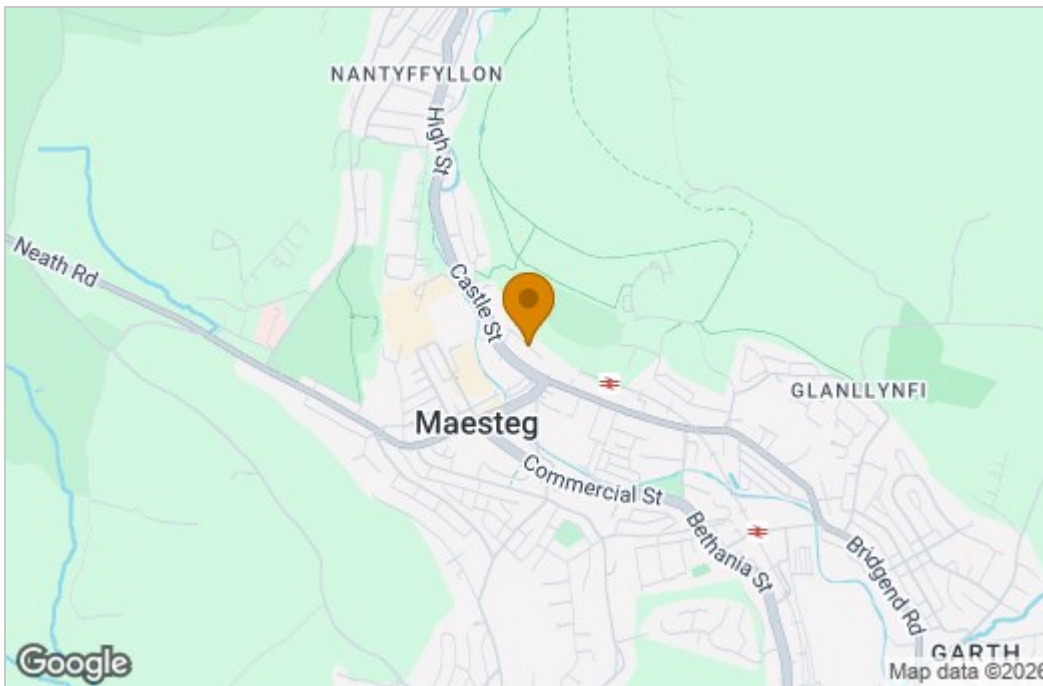 NANTYFFYLLON
High St
Neath Rd
Castle St
GLANLLYNFI
Maesteg
Commercial St
Bethania St
Bridgend Rd
GARTH
Google
Map data ©2026